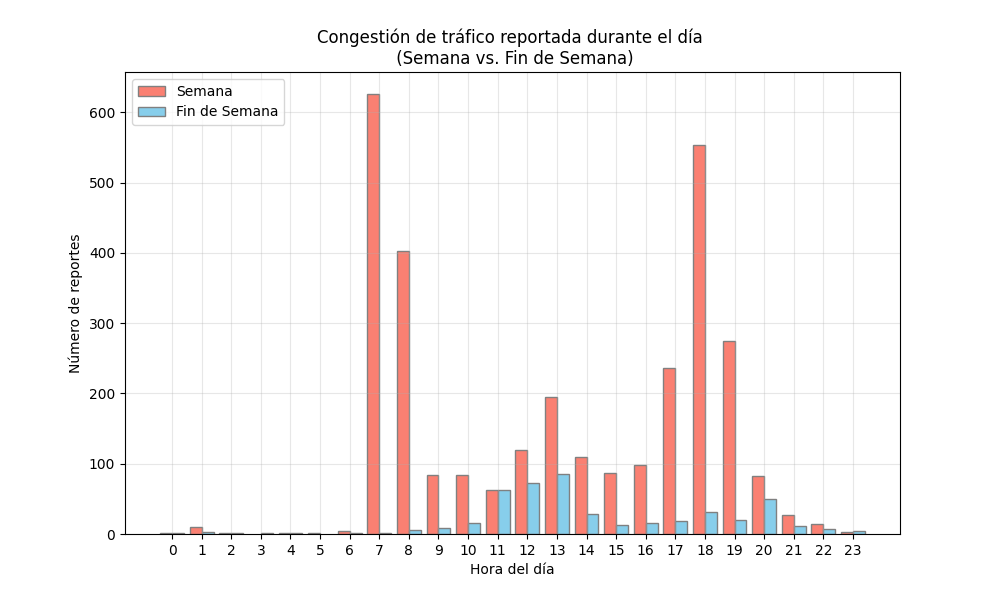 Congestión de tráfico reportada durante el día
(Semana vs. Fin de Semana)
Semana
Fin de Semana
Número de reportes
600
500
400
300
200
100
0
0 1 2 3 4 5 6 7 8 9 10 11 12 13 14 15 16 17 18 19 20 21 22 23
Hora del día